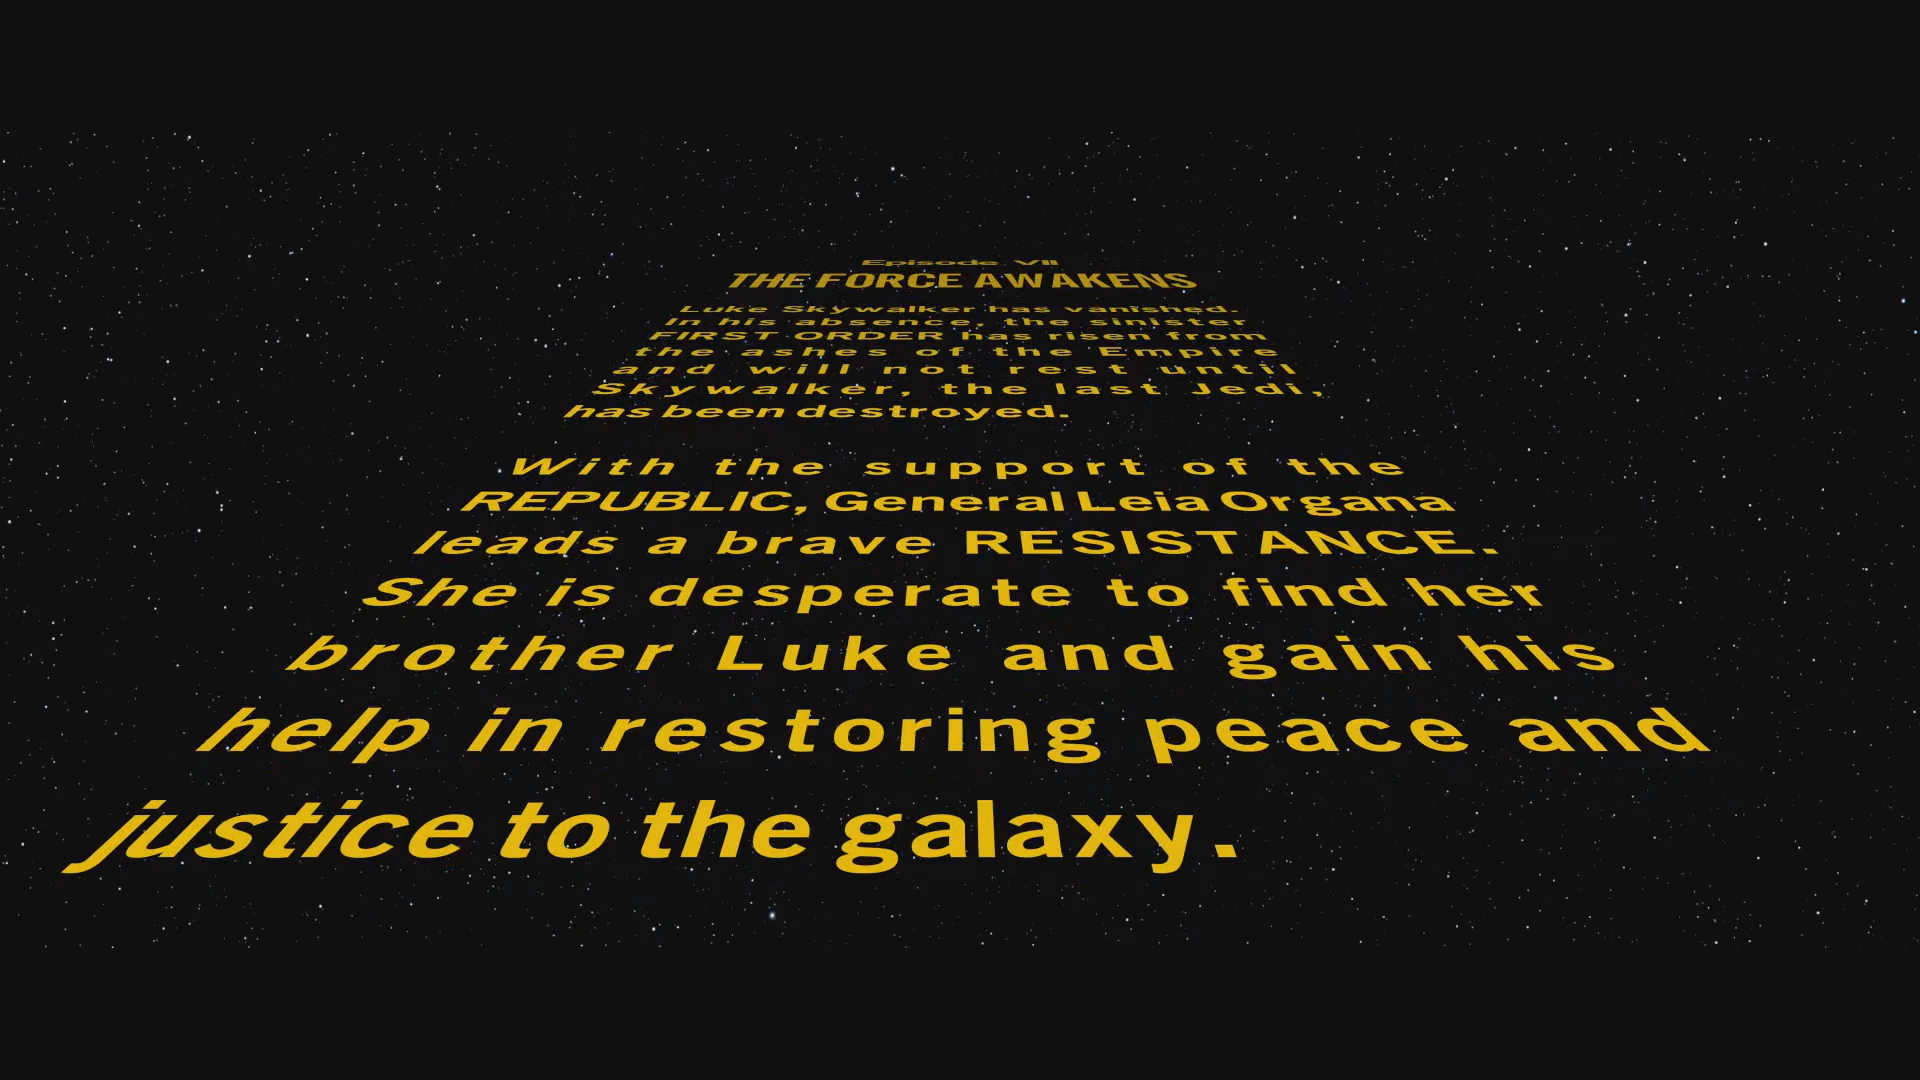 Episode VII
THE FORCE AWAKENS
Luke Skywalker has vanished.
In his absence, the sinister
FIRST ORDER has risen from
the ashes of the Empire
and will not rest until
Skywalker, the last Jedi,
has been destroyed.
With the support of the
REPUBLIC, General Leia Organa
leads a brave RESISTANCE.
She is desperate to find her
brother Luke and gain his
help in restoring peace and
justice to the galaxy.